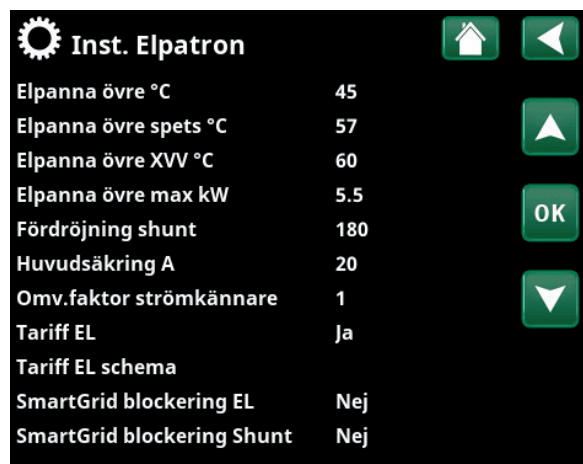 Inst. Elpatron
Elpanna övre °C 45
Elpanna övre spets °C 57
Elpanna övre XVV °C 60
Elpanna övre max kW 5.5
Fördröjning shunt 180
OK
Huvudsäkring A 20
Omv.faktor strömkännare 1
Tariff EL Ja
Tariff EL schema
SmartGrid blockering EL Nej
SmartGrid blockering Shunt Nej